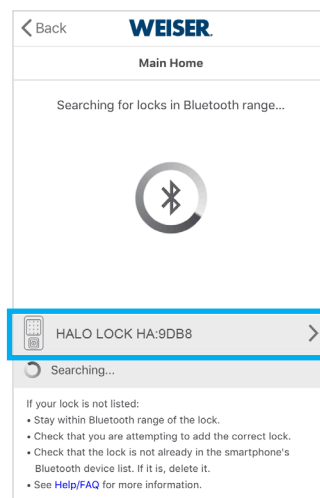 Back
WEISER.
Main Home
Searching for locks in Bluetooth range...
HALO LOCK HA:9DB8
Searching...
If your lock is not listed:
• Stay within Bluetooth range of the lock.
• Check that you are attempting to add the correct lock.
• Check that the lock is not already in the smartphone's
Bluetooth device list. If it is, delete it.
• See Help/FAQ for more information.